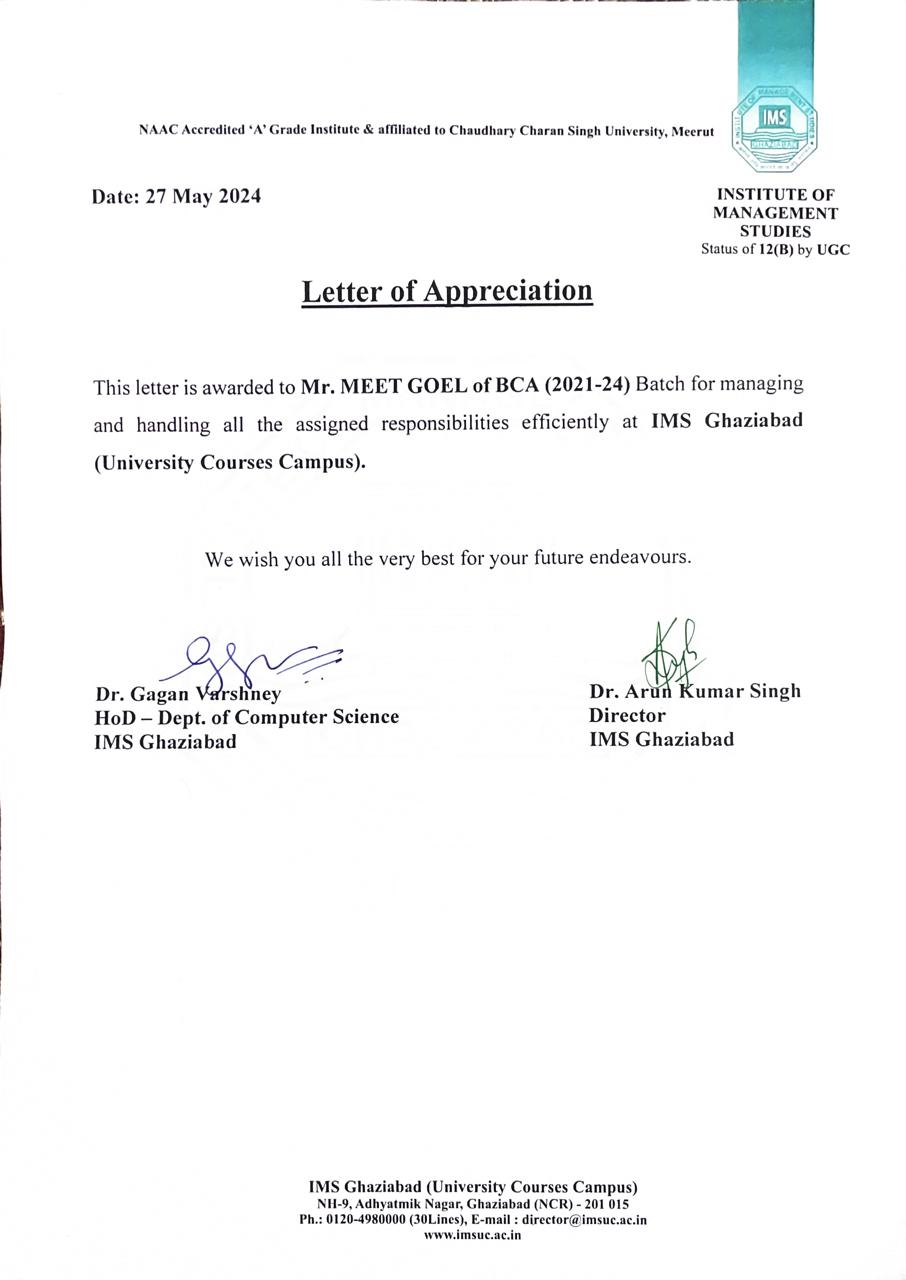 NAAC Accredited ‘A’ Grade Institute & affiliated to Chaudhary Charan Singh University, Meerut
IMS
GHAZIABAD
Date: 27 May 2024
INSTITUTE OF
MANAGEMENT
STUDIES
Status of 12(B) by UGC
Letter of Appreciation
This letter is awarded to Mr. MEET GOEL of BCA (2021-24) Batch for managing
and handling all the assigned responsibilities efficiently at IMS Ghaziabad
(University Courses Campus).
We wish you all the very best for your future endeavours.
Dr. Gagan Varshney
HoD – Dept. of Computer Science
IMS Ghaziabad
Dr. Arun Kumar Singh
Director
IMS Ghaziabad
IMS Ghaziabad (University Courses Campus)
NH-9, Adhyatmik Nagar, Ghaziabad (NCR) - 201 015
Ph.: 0120-4980000 (30Lines), E-mail : director@imsuc.ac.in
www.imsuc.ac.in